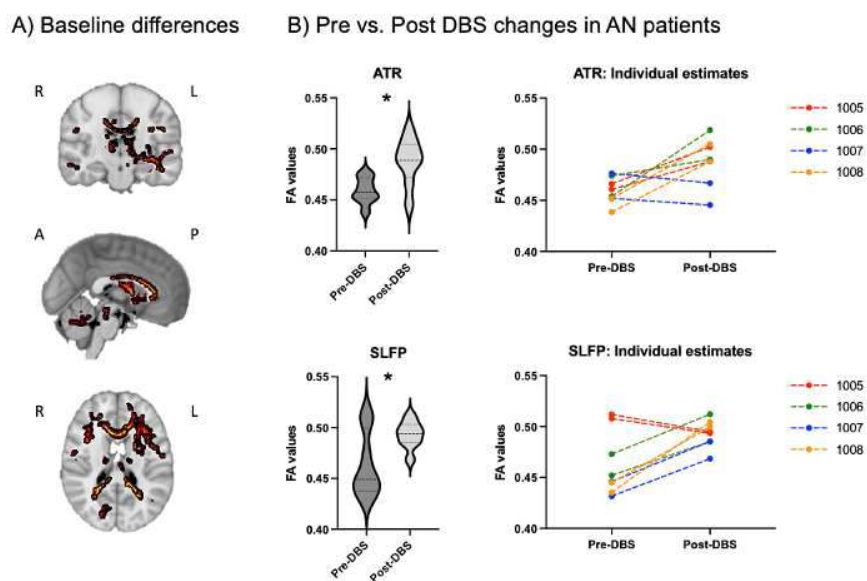 A) Baseline differences
B) Pre vs. Post DBS changes in AN patients
R L
A P
R L
ATR
*
FA values
0.55
0.50
0.45
0.40
Pre-DBS
Post-DBS
ATR: Individual estimates
FA values
0.55
0.50
0.45
0.40
Pre-DBS Post-DBS
1005
1006
1007
1008
SLFP
*
FA values
0.55
0.50
0.45
0.40
Pre-DBS
Post-DBS
SLFP: Individual estimates
FA values
0.55
0.50
0.45
0.40
Pre-DBS Post-DBS
1005
1006
1007
1008